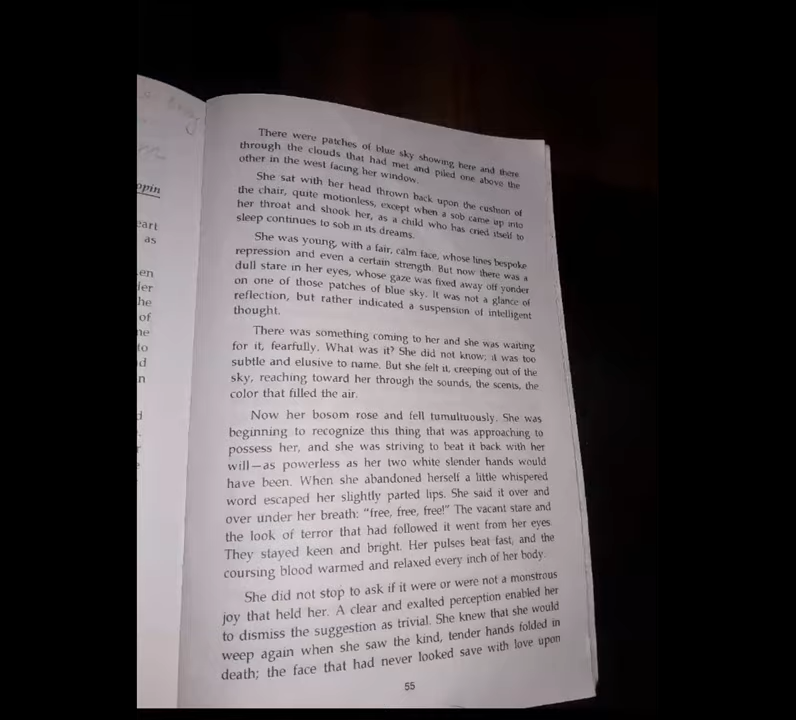 opin
eart
as
en
her
he
of
he
to
d
n
d
There were patches of blue sky showing here and there
through the clouds that had met and piled one above the
other in the west facing her window.
She sat with her head thrown back upon the cushion of
the chair, quite motionless, except when a sob came up into
her throat and shook her, as a child who has cried itself to
sleep continues to sob in its dreams.
She was young, with a fair, calm face, whose lines bespoke
repression and even a certain strength. But now there was a
dull stare in her eyes, whose gaze was fixed away off yonder
on one of those patches of blue sky. It was not a glance of
reflection, but rather indicated a suspension of intelligent
thought.
There was something coming to her and she was waiting
for it, fearfully. What was it? She did not know; it was too
subtle and elusive to name. But she felt it, creeping out of the
sky, reaching toward her through the sounds, the scents, the
color that filled the air.
Now her bosom rose and fell tumultuously. She was
beginning to recognize this thing that was approaching to
possess her, and she was striving to beat it back with her
will—as powerless as her two white slender hands would
have been. When she abandoned herself a little whispered
word escaped her slightly parted lips. She said it over and
over under her breath: "free, free, free!" The vacant stare and
the look of terror that had followed it went from her eyes
They stayed keen and bright. Her pulses beat fast, and the
coursing blood warmed and relaxed every inch of her body.
She did not stop to ask if it were or were not a monstrous
joy that held her. A clear and exalted perception enabled her
to dismiss the suggestion as trivial. She knew that she would
weep again when she saw the kind, tender hands folded in
death; the face that had never looked save with love upon
55